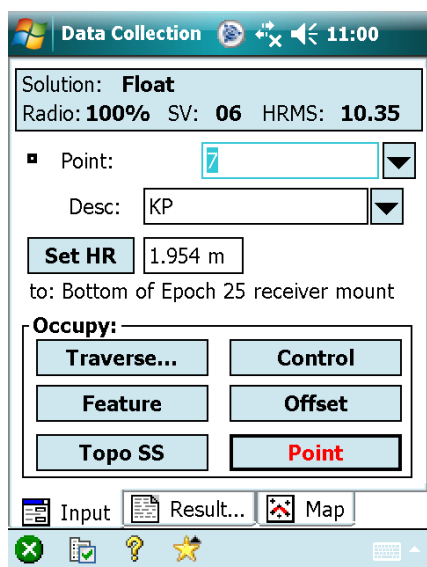 Data Collection 11:00
Solution: Float
Radio: 100% SV: 06 HRMS: 10.35
Point: 7
Desc: KP
Set HR 1.954 m
to: Bottom of Epoch 25 receiver mount
Occupy:
Traverse... Control
Feature Offset
Topo SS Point
Input Result... Map